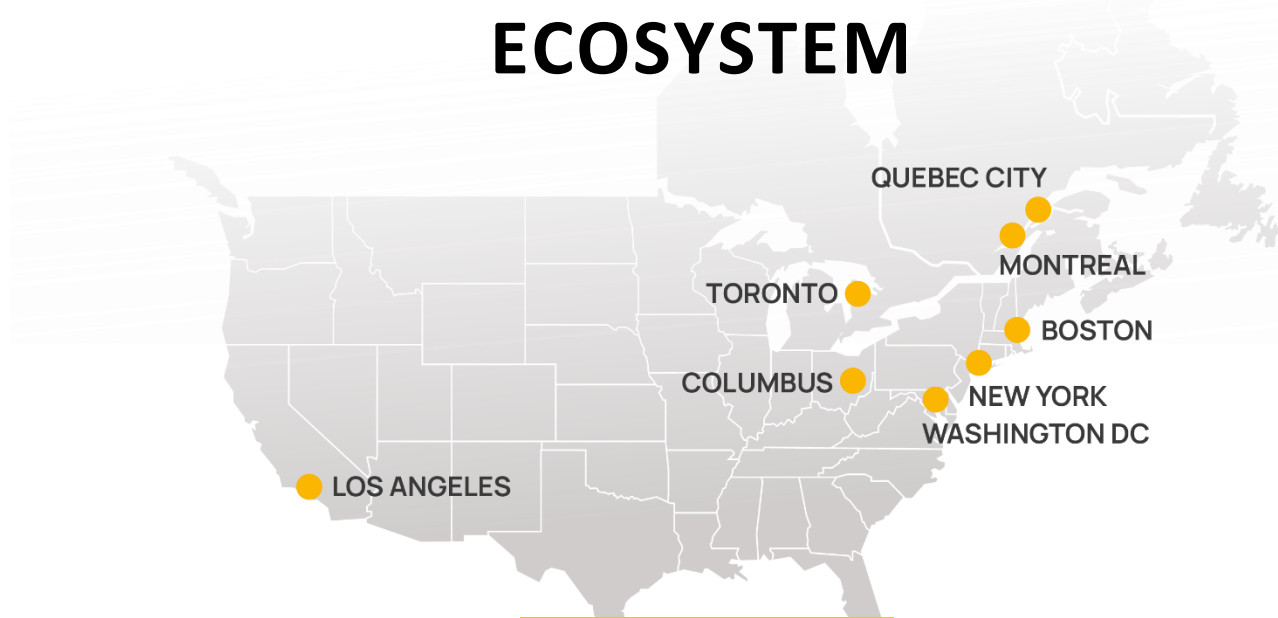 ECOSYSTEM
QUEBEC CITY
MONTREAL
TORONTO
BOSTON
COLUMBUS
NEW YORK
WASHINGTON DC
LOS ANGELES